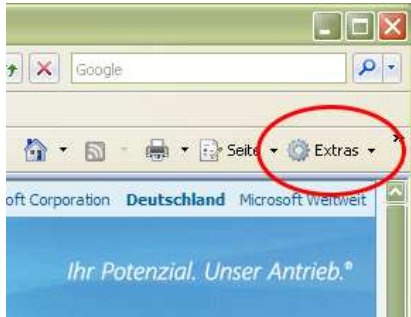 Google
Seite Extras
oft Corporation Deutschland Microsoft Weltweit
Ihr Potenzial. Unser Antrieb.®